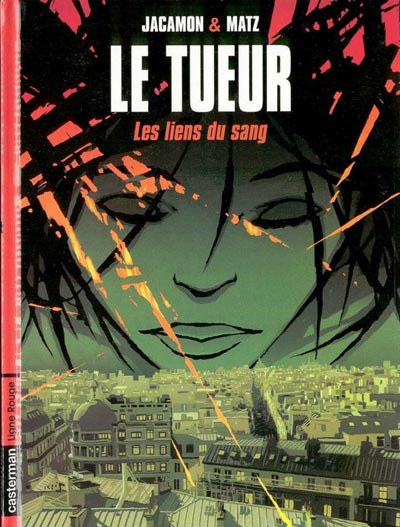 JACAMON & MATZ
LE TUEUR
Les liens du sang
casterman
Ligne Rouge